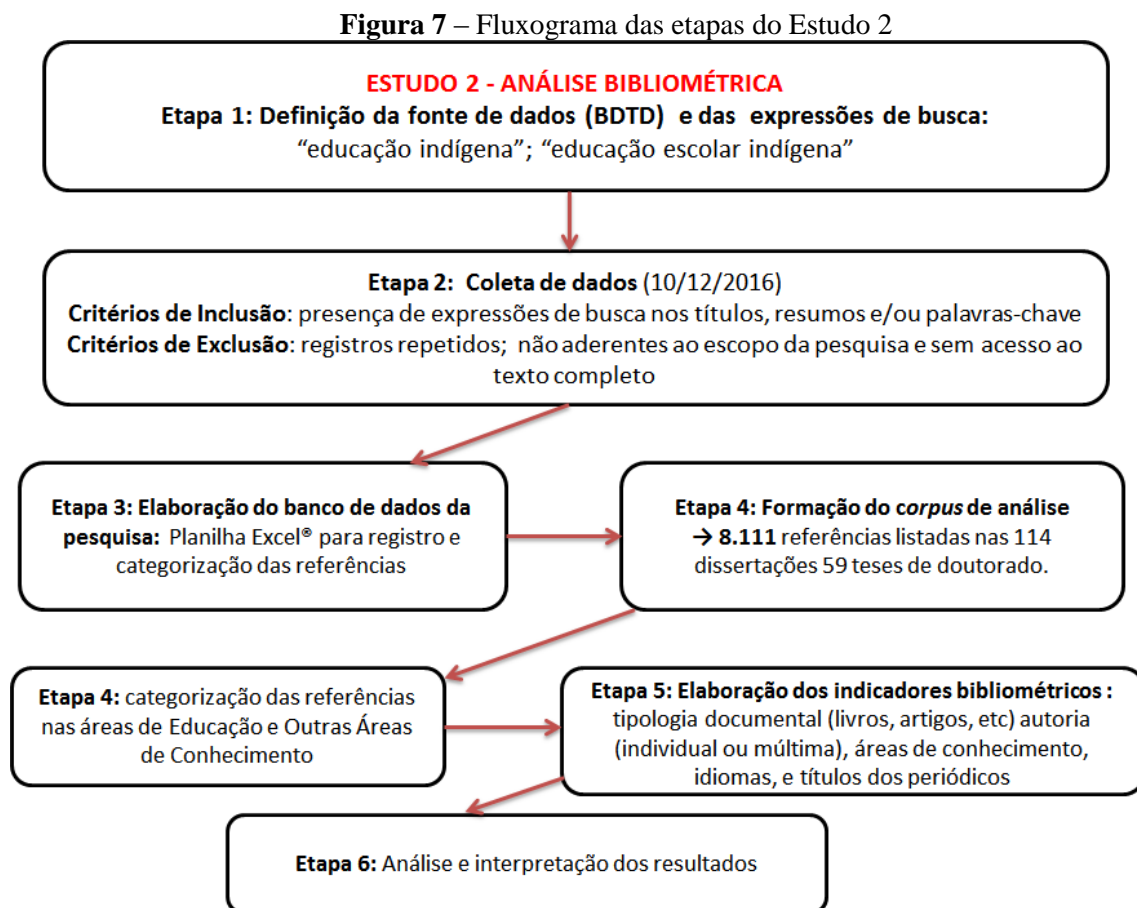 Figura 7 – Fluxograma das etapas do Estudo 2
ESTUDO 2 - ANÁLISE BIBLIOMÉTRICA
Etapa 1: Definição da fonte de dados (BDTD) e das expressões de busca:
“educação indígena”; “educação escolar indígena”
Etapa 2: Coleta de dados (10/12/2016)
Critérios de Inclusão: presença de expressões de busca nos títulos, resumos e/ou palavras-chave
Critérios de Exclusão: registros repetidos; não aderentes ao escopo da pesquisa e sem acesso ao
texto completo
Etapa 3: Elaboração do banco de dados da
pesquisa: Planilha Excel® para registro e
categorização das referências
Etapa 4: Formação do corpus de análise
→ 8.111 referências listadas nas 114
dissertações 59 teses de doutorado.
Etapa 4: categorização das referências
nas áreas de Educação e Outras Áreas
de Conhecimento
Etapa 5: Elaboração dos indicadores bibliométricos :
tipologia documental (livros, artigos, etc) autoria
(individual ou múltima), áreas de conhecimento,
idiomas, e títulos dos periódicos
Etapa 6: Análise e interpretação dos resultados